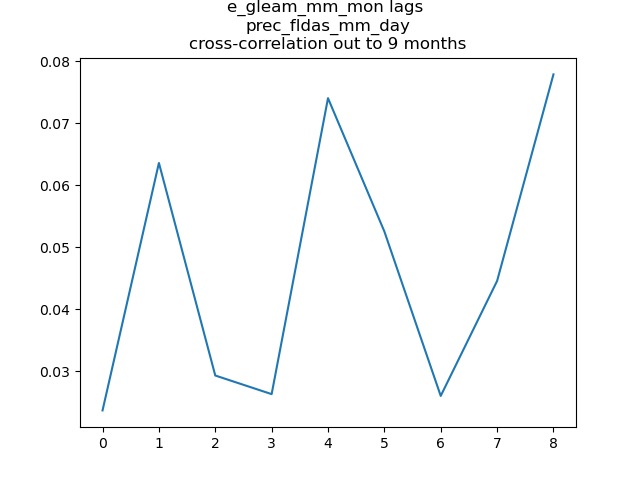 e_gleam_mm_mon lags
prec_fldas_mm_day
cross-correlation out to 9 months
0.08
0.07
0.06
0.05
0.04
0.03
0 1 2 3 4 5 6 7 8